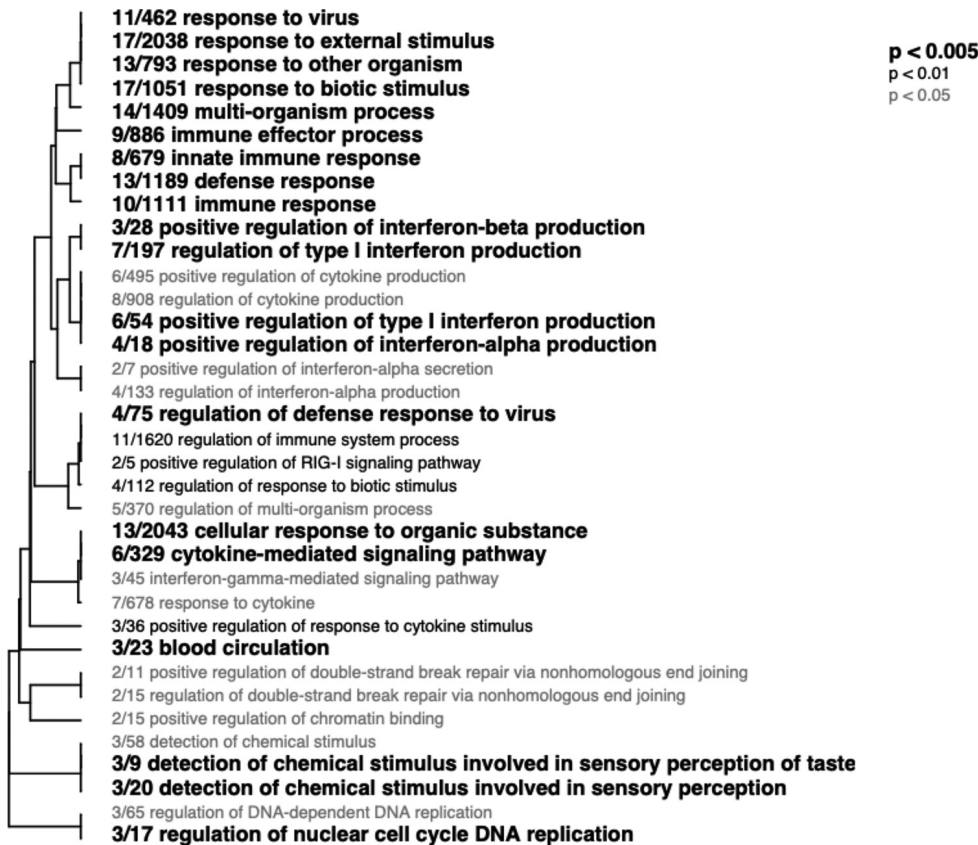 11/462 response to virus
17/2038 response to external stimulus
13/793 response to other organism
17/1051 response to biotic stimulus
14/1409 multi-organism process
9/886 immune effector process
8/679 innate immune response
13/1189 defense response
10/1111 immune response
3/28 positive regulation of interferon-beta production
7/197 regulation of type I interferon production
6/495 positive regulation of cytokine production
8/908 regulation of cytokine production
6/54 positive regulation of type I interferon production
4/18 positive regulation of interferon-alpha production
2/7 positive regulation of interferon-alpha secretion
4/133 regulation of interferon-alpha production
4/75 regulation of defense response to virus
11/1620 regulation of immune system process
2/5 positive regulation of RIG-I signaling pathway
4/112 regulation of response to biotic stimulus
5/370 regulation of multi-organism process
13/2043 cellular response to organic substance
6/329 cytokine-mediated signaling pathway
3/45 interferon-gamma-mediated signaling pathway
7/678 response to cytokine
3/36 positive regulation of response to cytokine stimulus
3/23 blood circulation
2/11 positive regulation of double-strand break repair via nonhomologous end joining
2/15 regulation of double-strand break repair via nonhomologous end joining
2/15 positive regulation of chromatin binding
3/58 detection of chemical stimulus
3/9 detection of chemical stimulus involved in sensory perception of taste
3/20 detection of chemical stimulus involved in sensory perception
3/65 regulation of DNA-dependent DNA replication
3/17 regulation of nuclear cell cycle DNA replication
p < 0.005
p < 0.01
p < 0.05